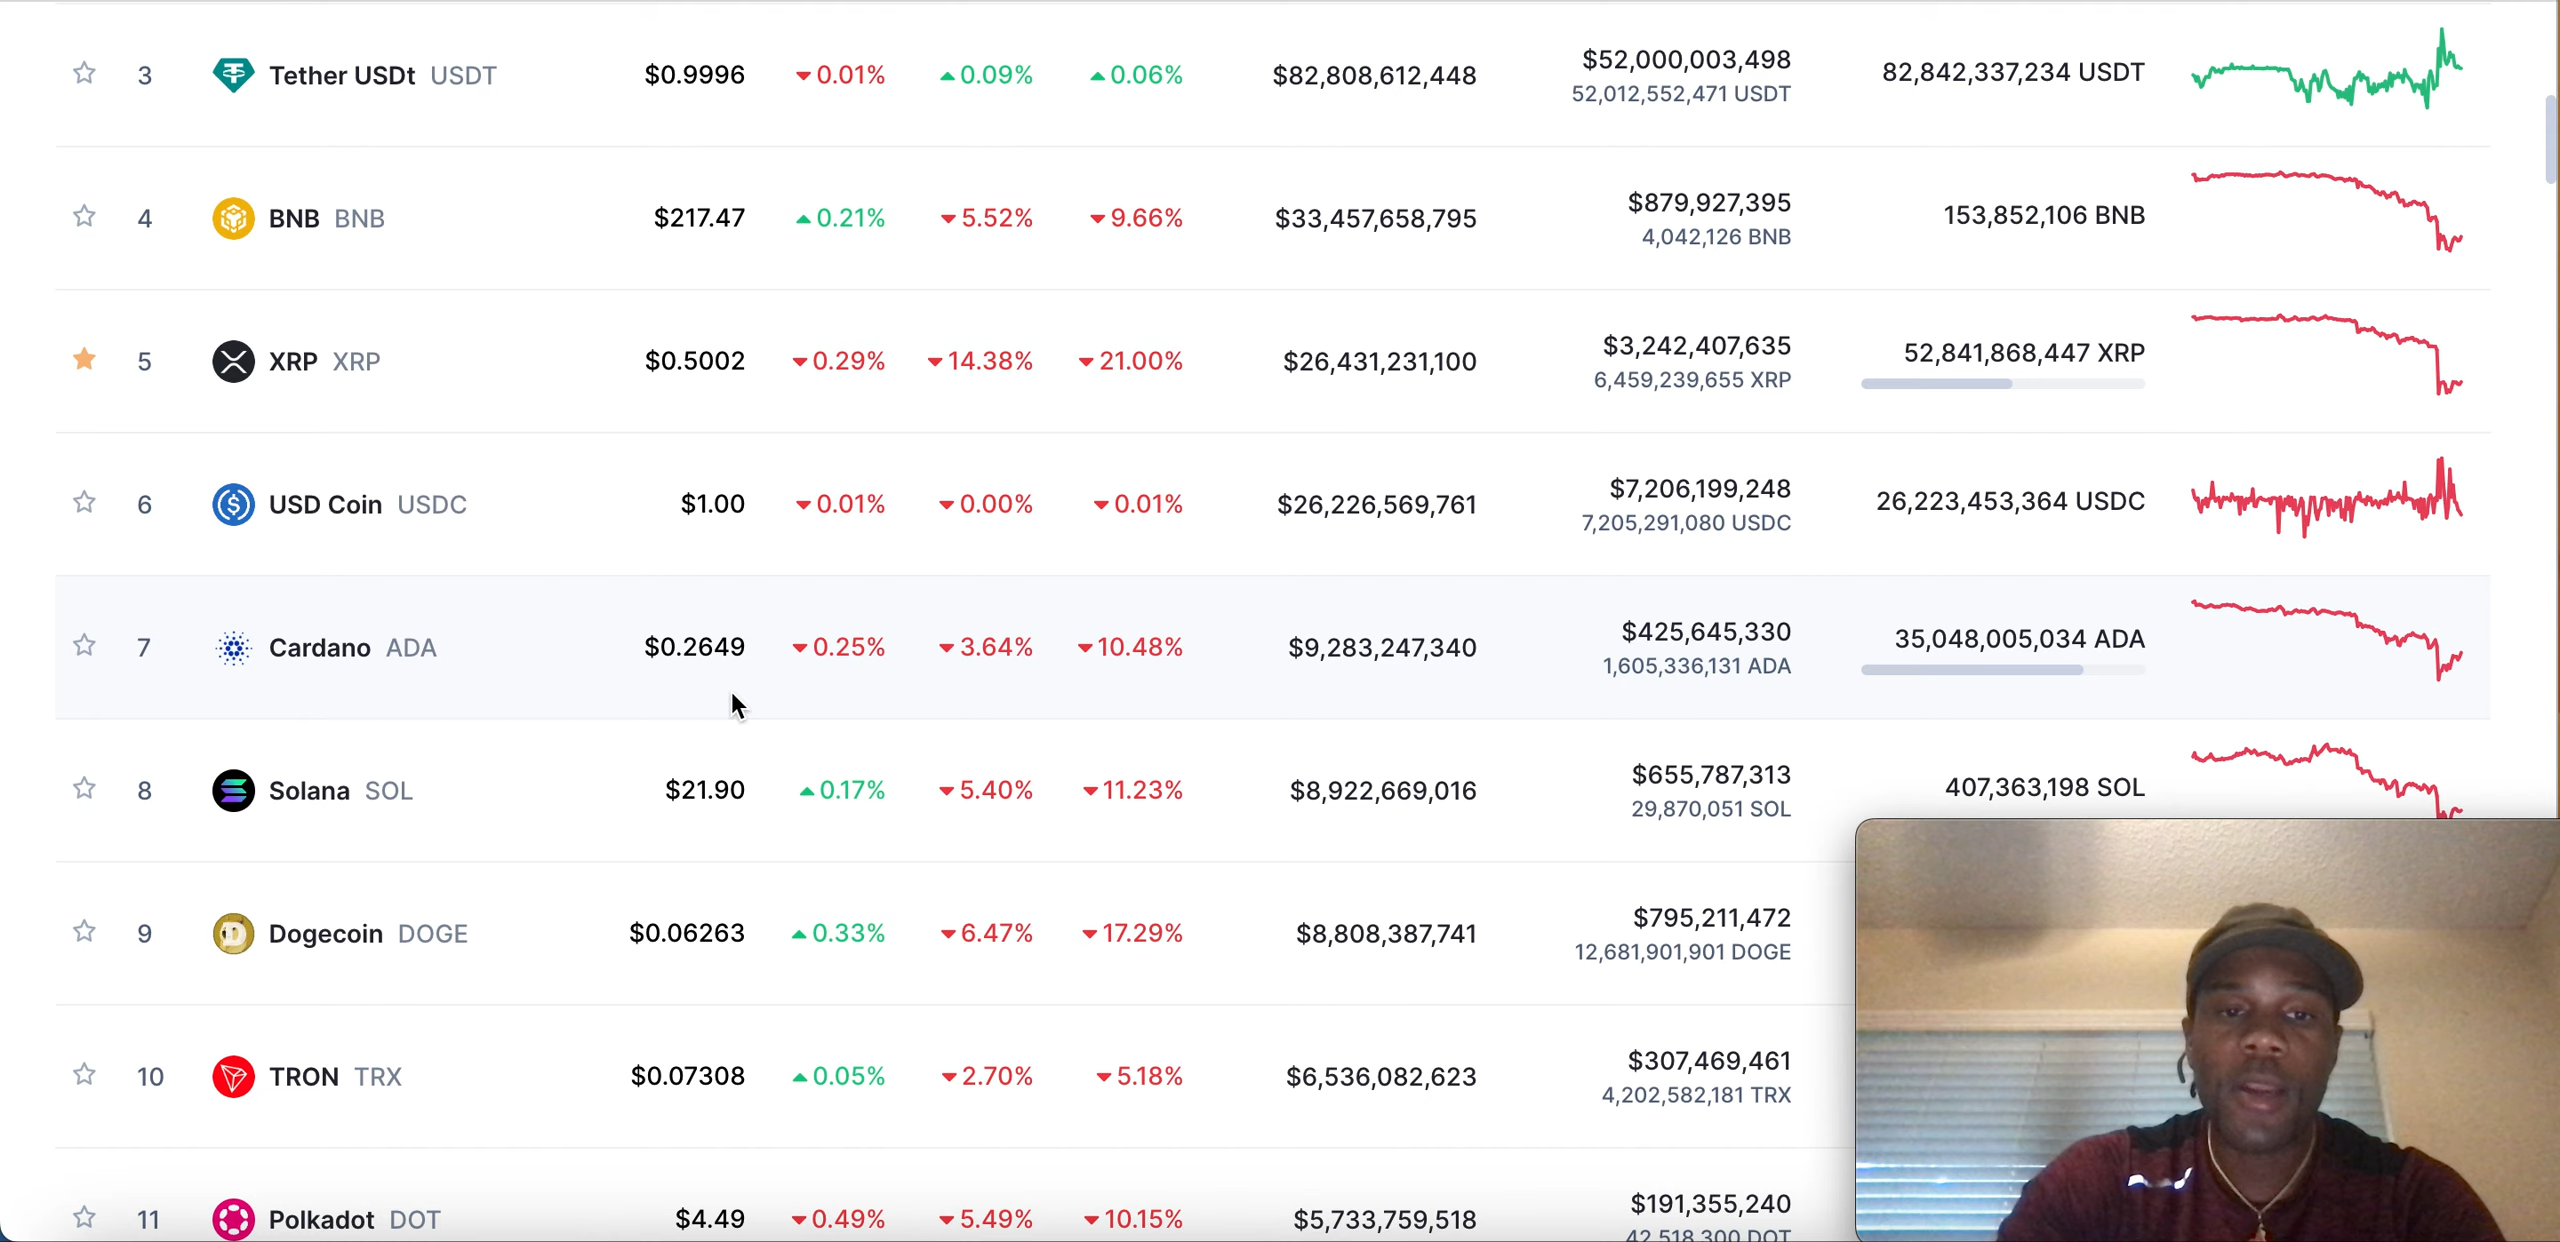 3 Tether USDt USDT $0.9996 0.01% 0.09% 0.06% $82,808,612,448 $52,000,003,498 82,842,337,234 USDT
52,012,552,471 USDT
4 BNB BNB $217.47 0.21% 5.52% 9.66% $33,457,658,795 $879,927,395 153,852,106 BNB
4,042,126 BNB
5 XRP XRP $0.5002 0.29% 14.38% 21.00% $26,431,231,100 $3,242,407,635 52,841,868,447 XRP
6,459,239,655 XRP
6 USD Coin USDC $1.00 0.01% 0.00% 0.01% $26,226,569,761 $7,206,199,248 26,223,453,364 USDC
7,205,291,080 USDC
7 Cardano ADA $0.2649 0.25% 3.64% 10.48% $9,283,247,340 $425,645,330 35,048,005,034 ADA
1,605,336,131 ADA
8 Solana SOL $21.90 0.17% 5.40% 11.23% $8,922,669,016 $655,787,313 407,363,198 SOL
29,870,051 SOL
9 Dogecoin DOGE $0.06263 0.33% 6.47% 17.29% $8,808,387,741 $795,211,472
12,681,901,901 DOGE
10 TRON TRX $0.07308 0.05% 2.70% 5.18% $6,536,082,623 $307,469,461
4,202,582,181 TRX
11 Polkadot DOT $4.49 0.49% 5.49% 10.15% $5,733,759,518 $191,355,240
42,518,300 DOT